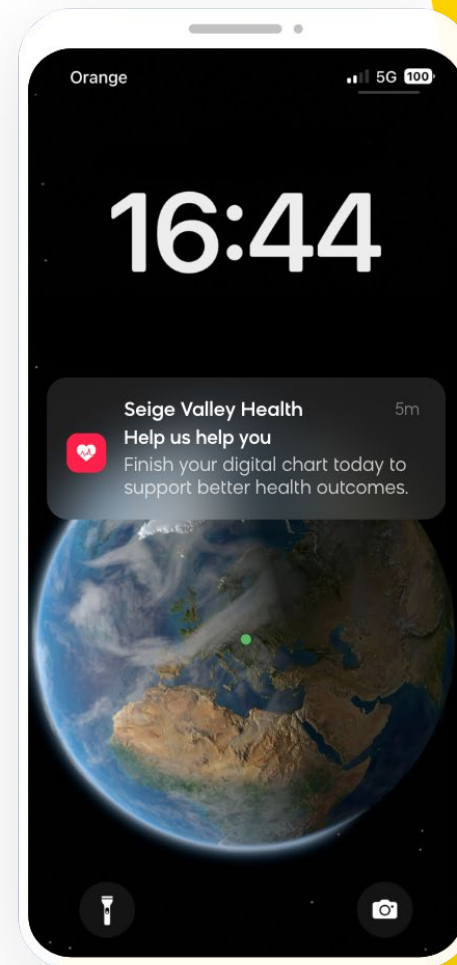 Orange
5G 100
16:44
Seige Valley Health 5m
Help us help you
Finish your digital chart today to
support better health outcomes.